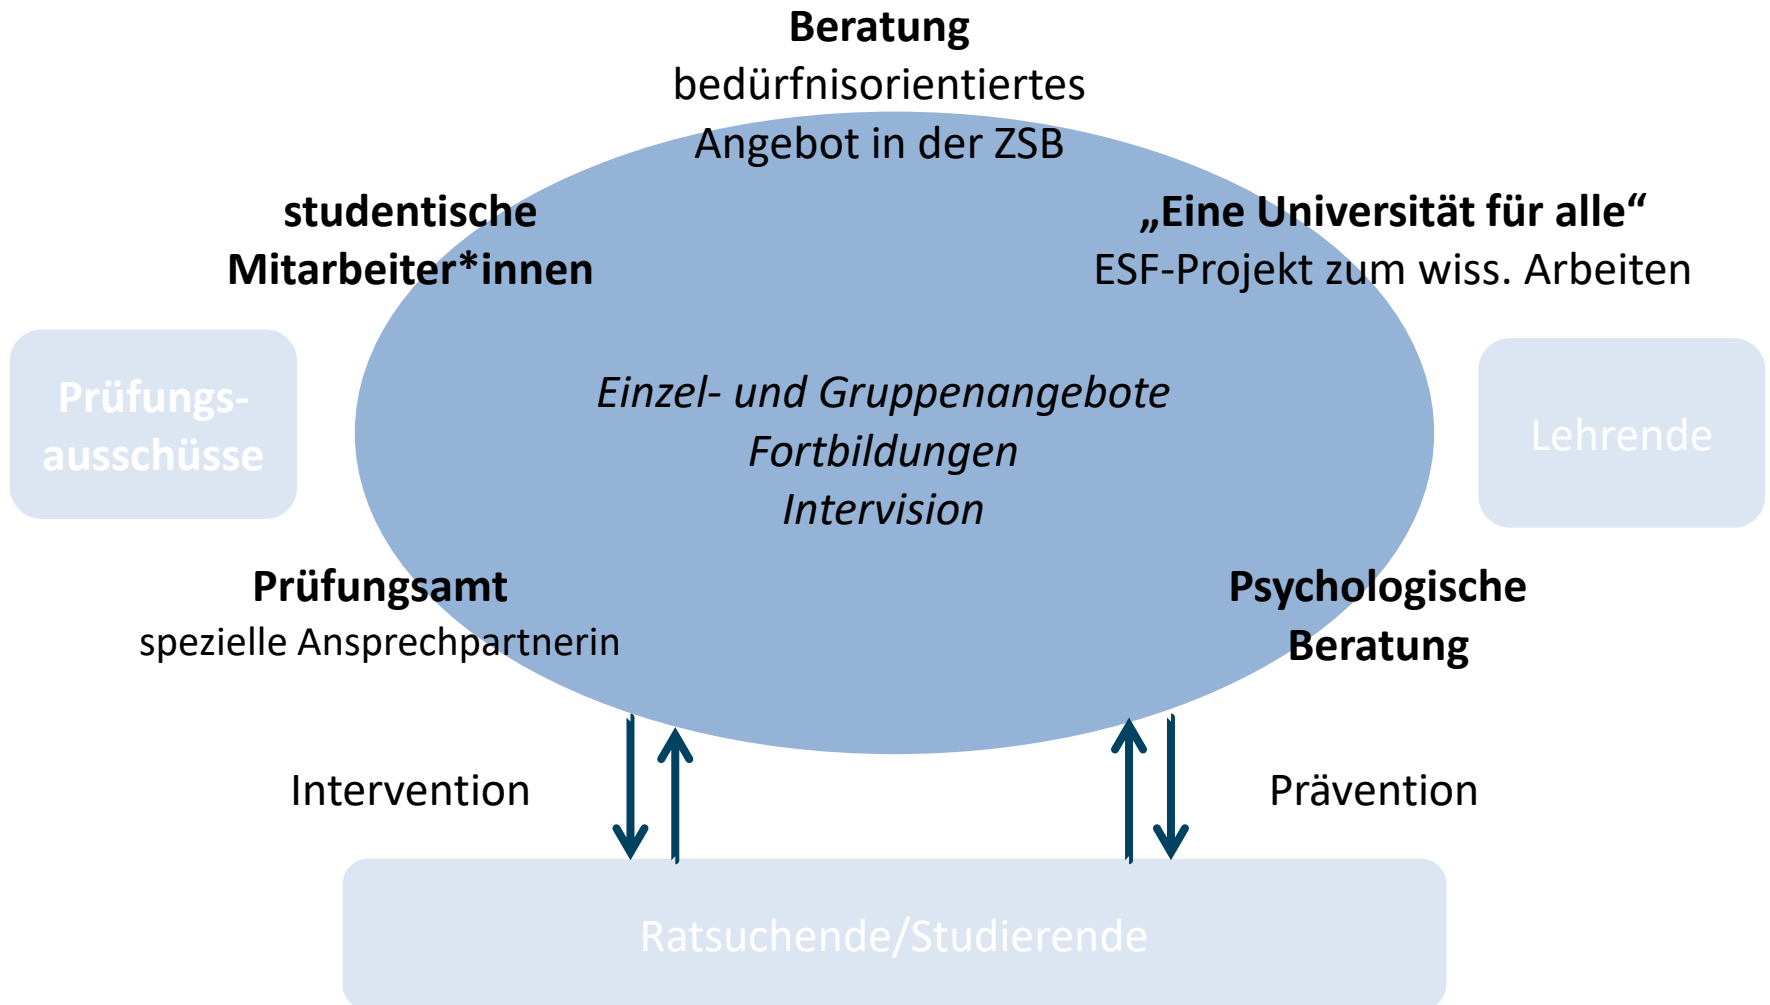 Beratung
bedürfnisorientiertes
Angebot in der ZSB
studentische
Mitarbeiter*innen
„Eine Universität für alle“
ESF-Projekt zum wiss. Arbeiten
Prüfungs-
ausschüsse
Einzel- und Gruppenangebote
Fortbildungen
Intervision
Lehrende
Prüfungsamt
spezielle Ansprechpartnerin
Psychologische
Beratung
Intervention
Prävention
Ratsuchende/Studierende